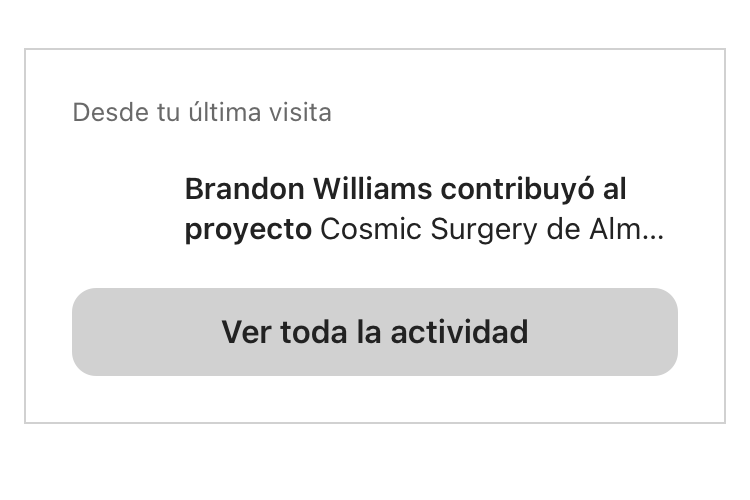 Desde tu última visita
Brandon Williams contribuyó al
proyecto Cosmic Surgery de Alm...
Ver toda la actividad